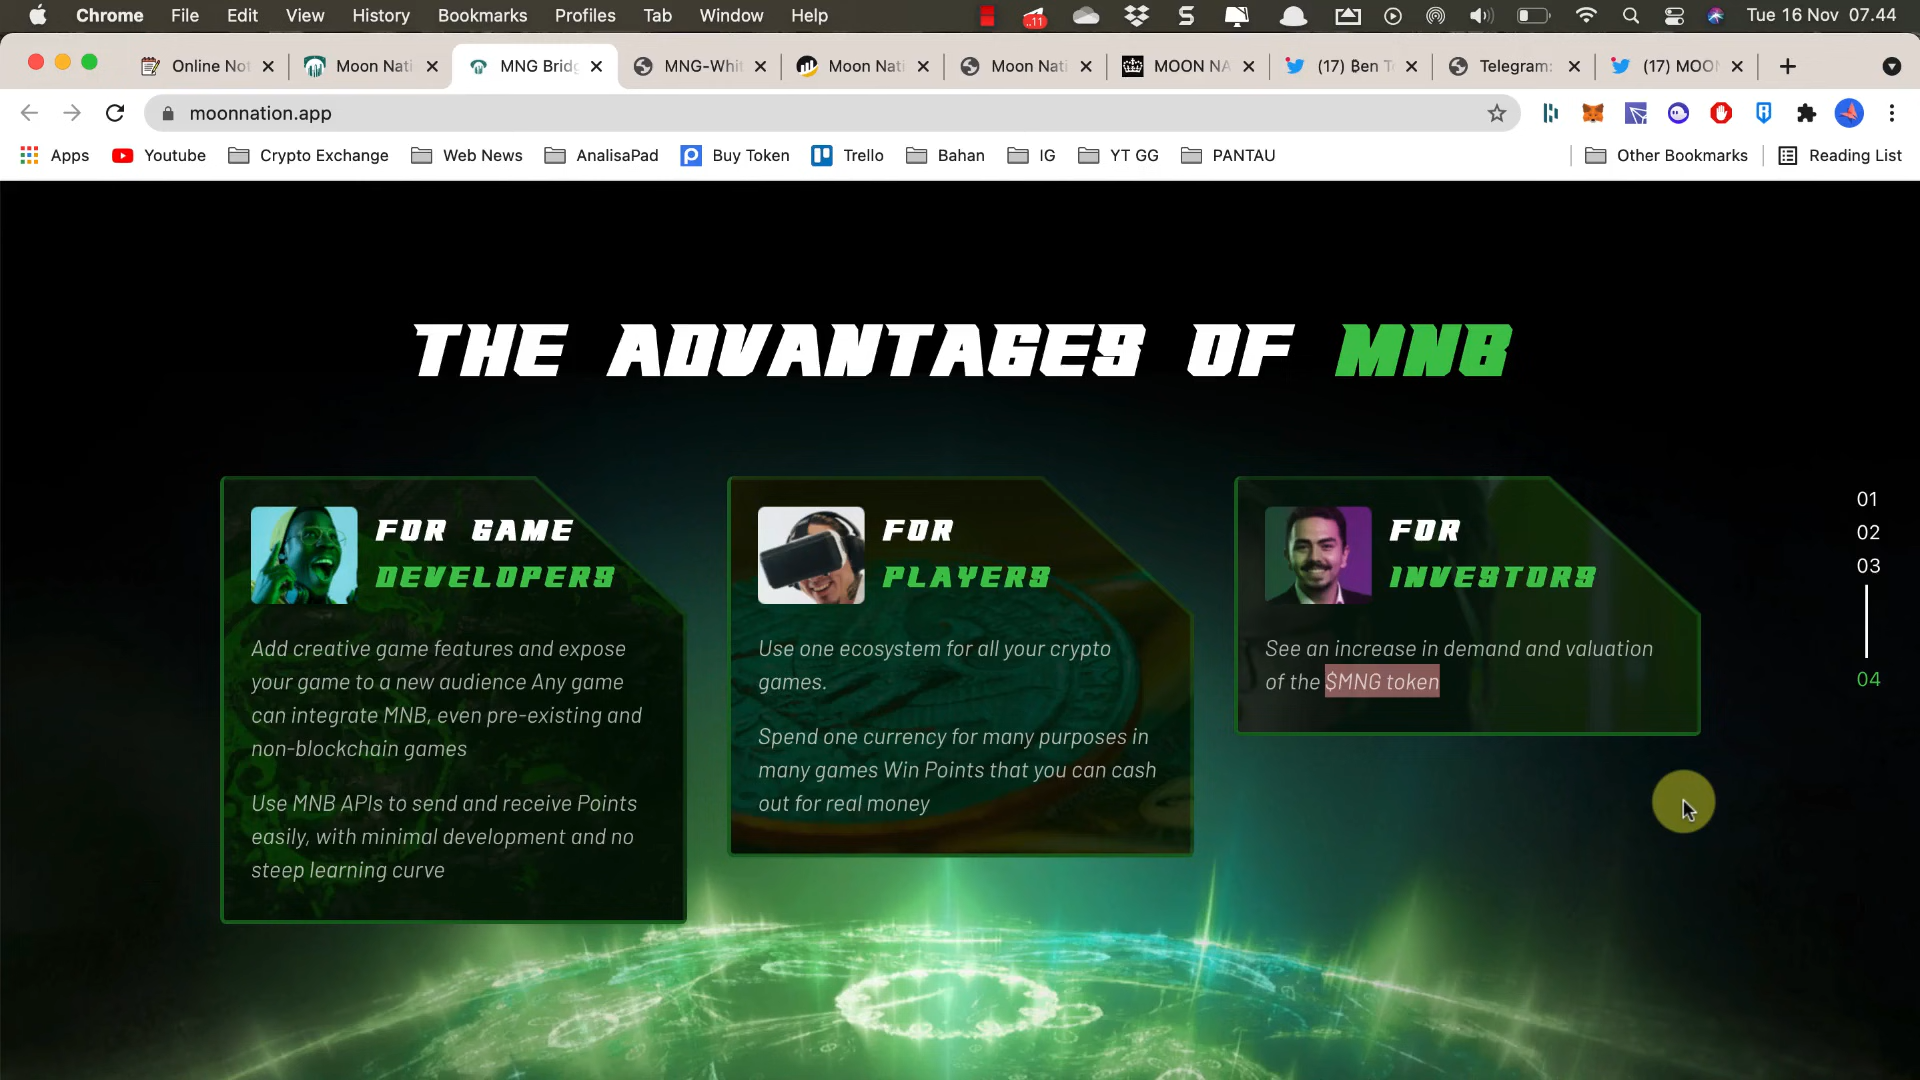 Chrome File Edit View History Bookmarks Profiles Tab Window Help ..11 S Tue 16 Nov 07.44
Online Not Moon Nati MNG Bridg MNG-Whit Moon Nati Moon Nati MOON NA (17) Ben T Telegram: (17) MOON
moonnation.app
Apps Youtube Crypto Exchange Web News AnalisaPad Buy Token Trello Bahan IG YT GG PANTAU Other Bookmarks Reading List
THE ADVANTAGES OF MNB
FOR GAME
DEVELOPERS
Add creative game features and expose
your game to a new audience Any game
can integrate MNB, even pre-existing and
non-blockchain games
Use MNB APIs to send and receive Points
easily, with minimal development and no
steep learning curve
FOR
PLAYERS
Use one ecosystem for all your crypto
games.
Spend one currency for many purposes in
many games Win Points that you can cash
out for real money
FOR
INVESTORS
See an increase in demand and valuation
of the $MNG token
01
02
03
04